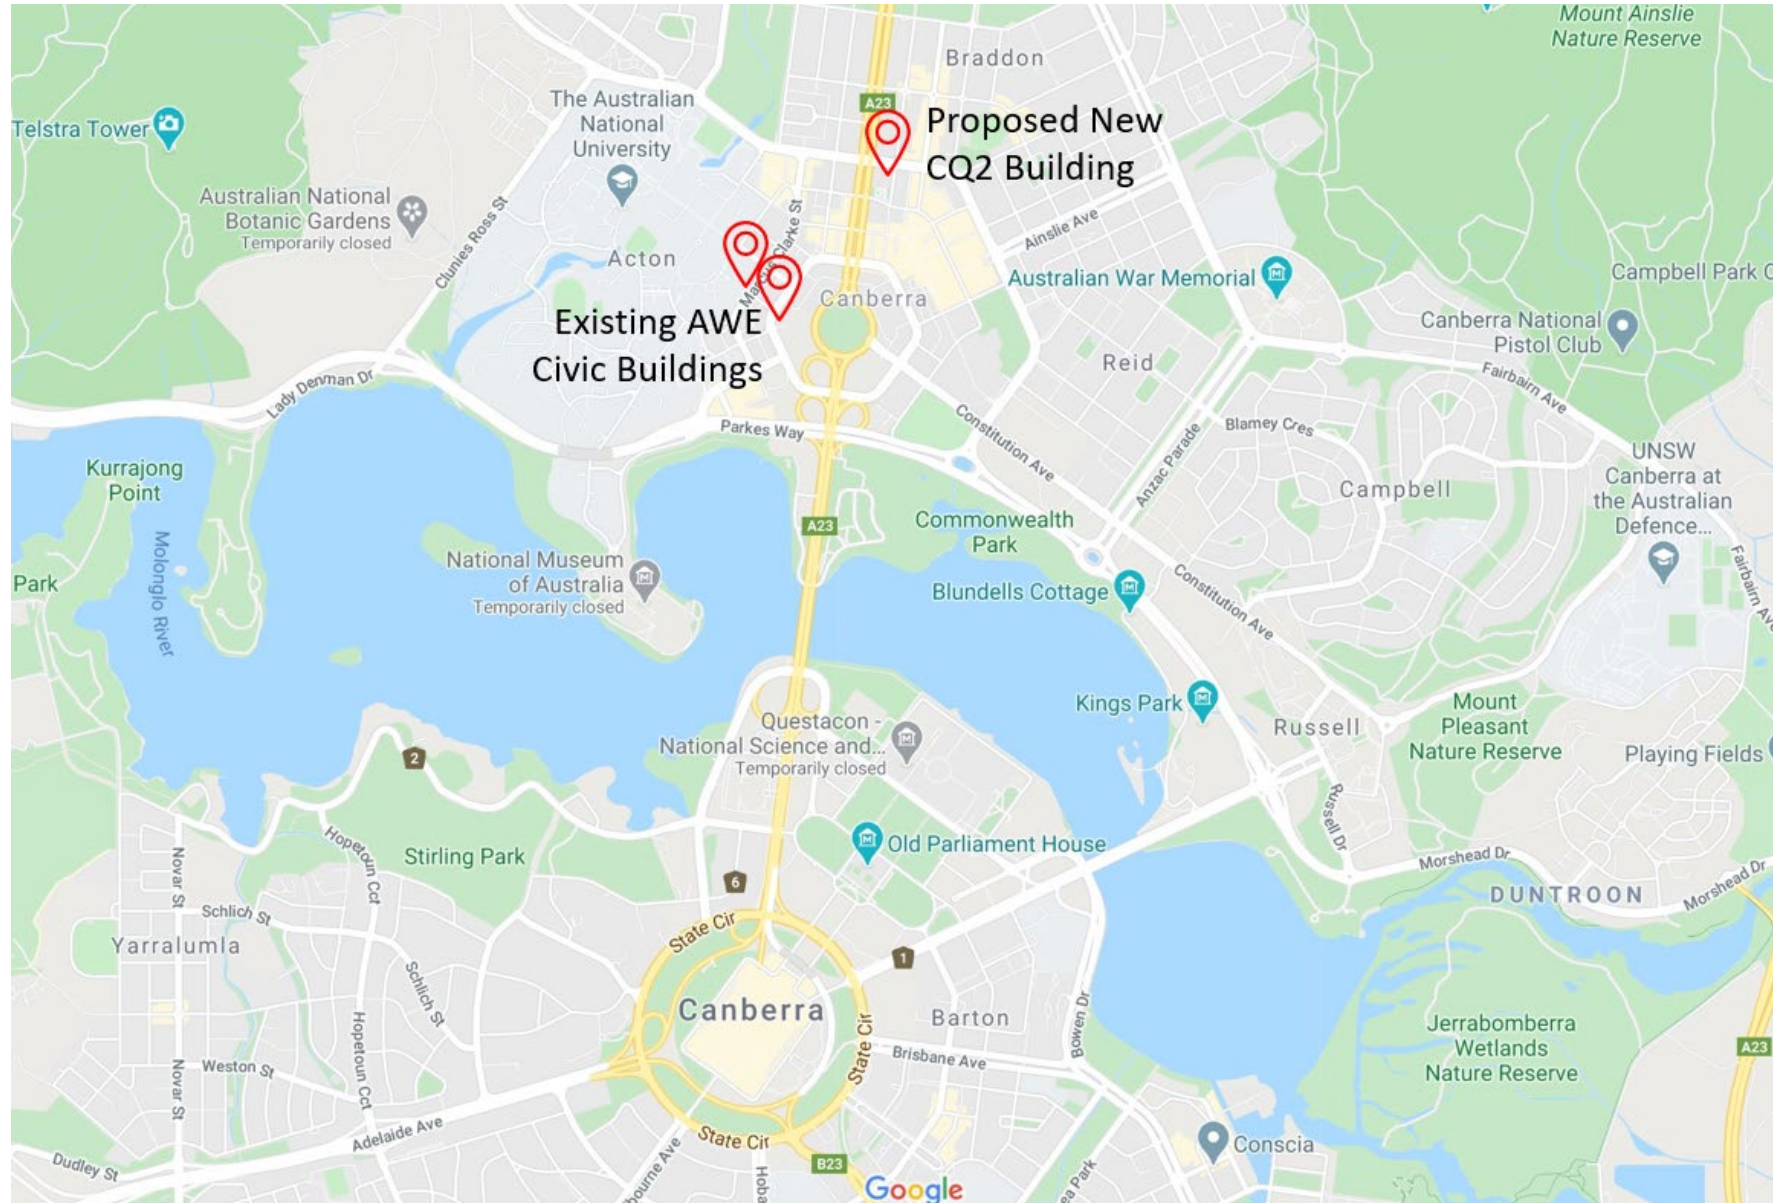 Mount Ainslie
Nature Reserve
Braddon
The Australian
National
University
A23
Proposed New
CQ2 Building
Telstra Tower
Australian National
Botanic Gardens
Temporarily closed
Clunies Ross St
Acton
Marcus Clarke St
Ainslie Ave
Australian War Memorial
Campbell Park
Canberra
Existing AWE
Civic Buildings
Canberra National
Pistol Club
Reid
Fairbairn Ave
Lady Denman Dr
Parkes Way
Constitution Ave
Anzac Parade
Blamey Cres
Kurrajong
Point
Campbell
UNSW
Canberra at
the Australian
Defence...
Molonglo River
A23
Commonwealth
Park
National Museum
of Australia
Temporarily closed
Park
Blundells Cottage
Constitution Ave
Fairbairn Ave
Kings Park
Russell
Mount
Pleasant
Nature Reserve
Playing Fields
Questacon -
National Science and...
Temporarily closed
2
Russell Dr
Old Parliament House
Stirling Park
Hopetoun Cct
Novar St
Morshead Dr
DUNTROON
Morshead Dr
6
Schlich St
State Cir
Yarralumla
1
Schlich St
Canberra
State Cir
Barton
Bowen Dr
Brisbane Ave
Jerrabomberra
Wetlands
Nature Reserve
A23
Weston St
Hopetoun Cct
Novar St
Adelaide Ave
State Cir
Conscia
Dudley St
B23
Google